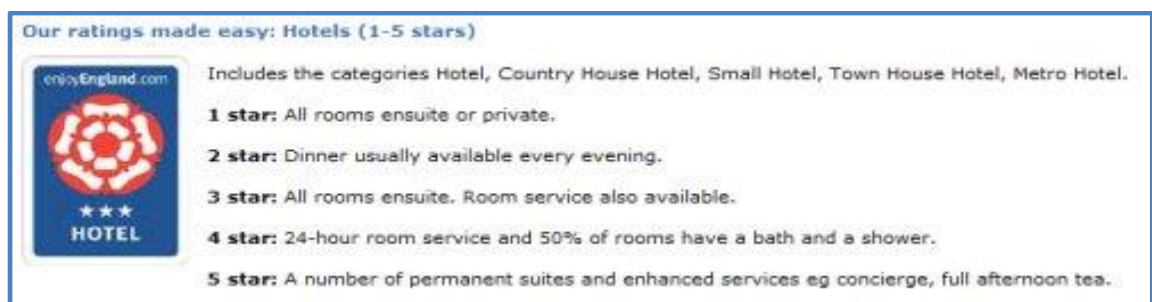 Our ratings made easy: Hotels (1-5 stars)
enjoyEngland.com
HOTEL
Includes the categories Hotel, Country House Hotel, Small Hotel, Town House Hotel, Metro Hotel.
1 star: All rooms ensuite or private.
2 star: Dinner usually available every evening.
3 star: All rooms ensuite. Room service also available.
4 star: 24-hour room service and 50% of rooms have a bath and a shower.
5 star: A number of permanent suites and enhanced services eg concierge, full afternoon tea.